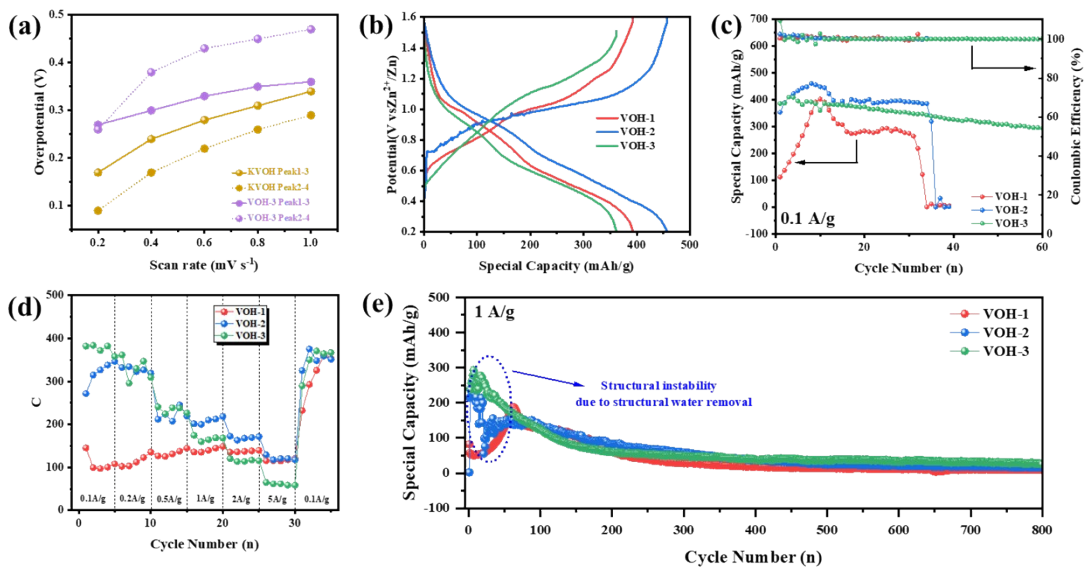 (a)
Overpotential (V)
0.5
0.4
0.3
0.2
0.1
0.2 0.4 0.6 0.8 1.0
Scan rate (mV s⁻¹)
KVOH Peak1-3
KVOH Peak2-4
VOH-3 Peak1-3
VOH-3 Peak2-4
(b)
Potential(V vsZn²⁺/Zn)
1.6
1.4
1.2
1.0
0.8
0.6
0.4
0.2
0 100 200 300 400 500
Special Capacity (mAh/g)
VOH-1
VOH-2
VOH-3
(c)
Special Capacity (mAh/g)
700
600
500
400
300
200
100
0
-100
0 10 20 30 40 50 60
Cycle Number (n)
Coulombic Efficiency (%)
110
100
80
60
40
20
0
0.1 A/g
VOH-1
VOH-2
VOH-3
(d)
C
500
400
300
200
100
0
0 10 20 30
Cycle Number (n)
VOH-1
VOH-2
VOH-3
0.1A/g 0.2A/g 0.5A/g 1A/g 2A/g 5A/g 0.1A/g
(e)
Special Capacity (mAh/g)
500
400
300
200
100
0
-100
0 100 200 300 400 500 600 700 800
Cycle Number (n)
1 A/g
Structural instability
due to structural water removal
VOH-1
VOH-2
VOH-3